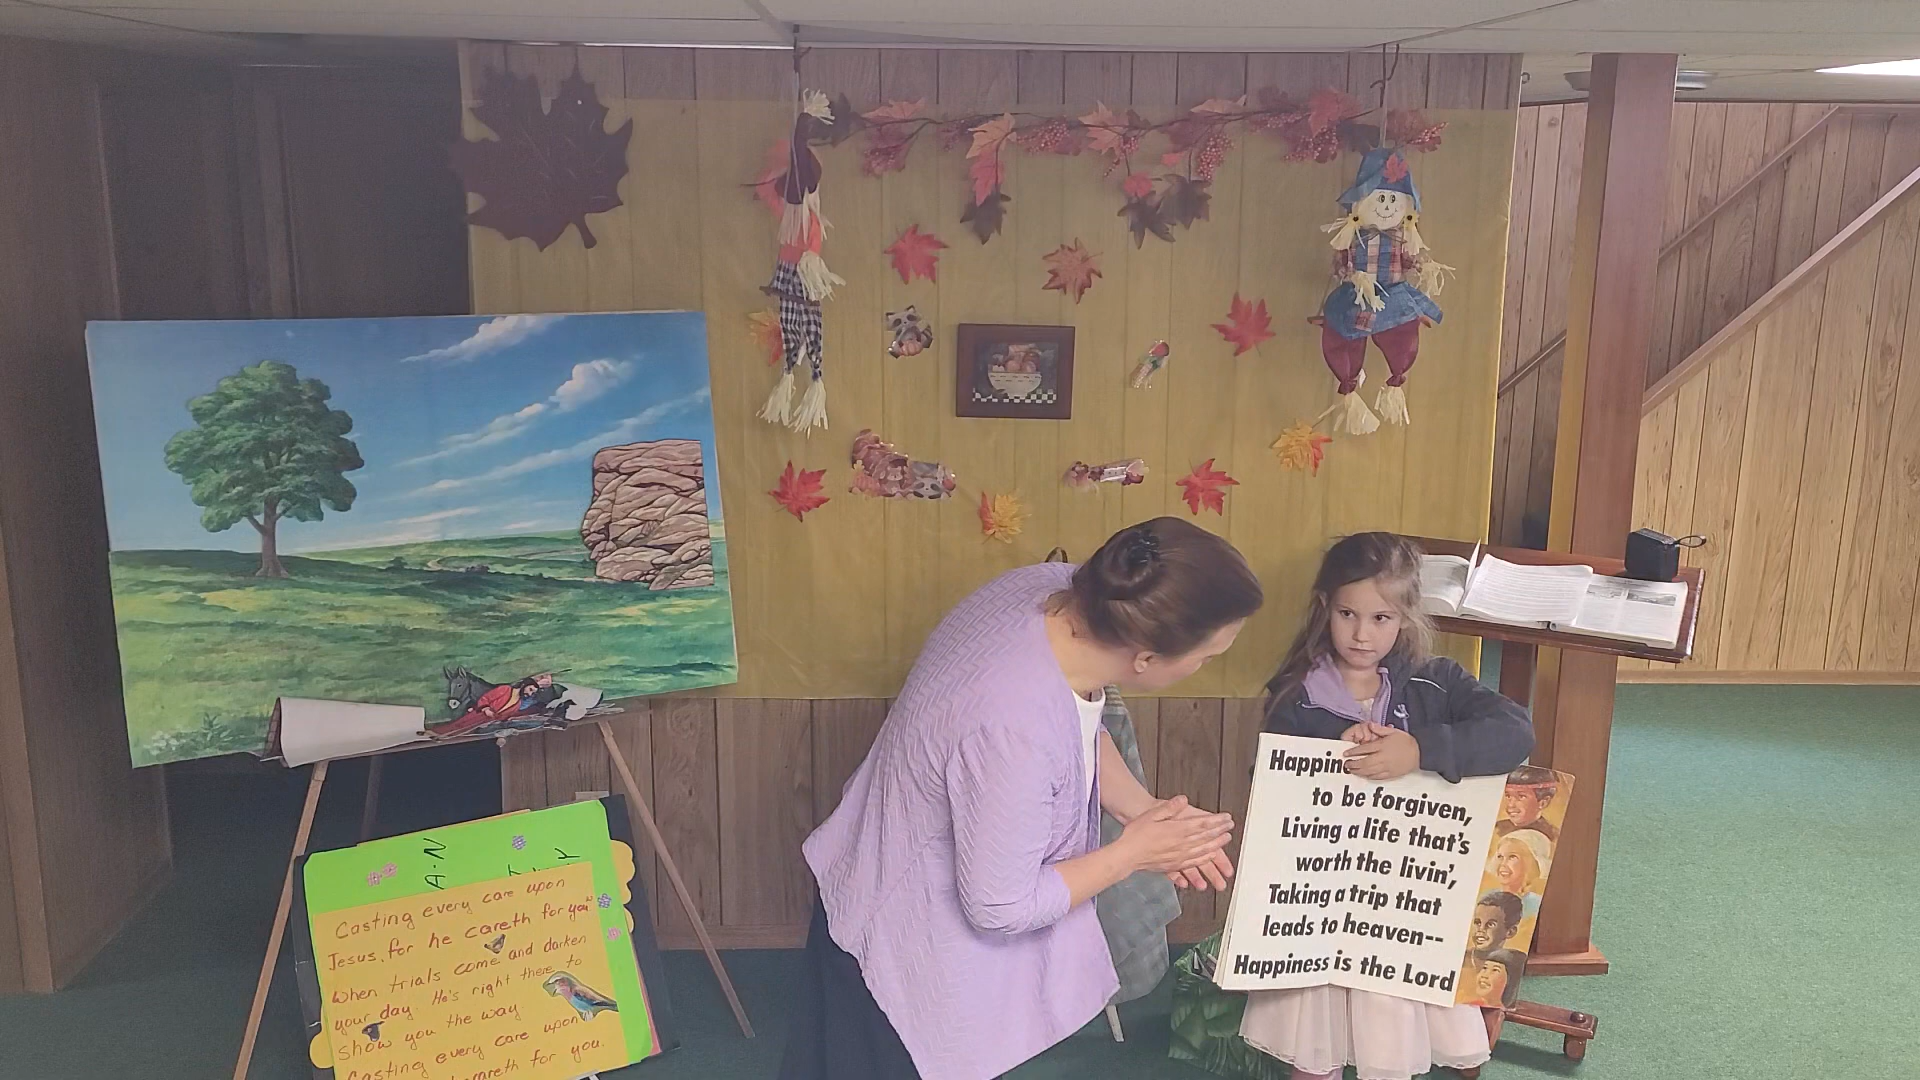 A.N
Casting every care upon
Jesus, for he careth for you"
When trials come and darken
your day. He's right there to
Show you the way.
Casting every care upon
careth for you.
Happin
to be forgiven,
Living a life that's
worth the livin',
Taking a trip that
leads to heaven--
Happiness is the Lord